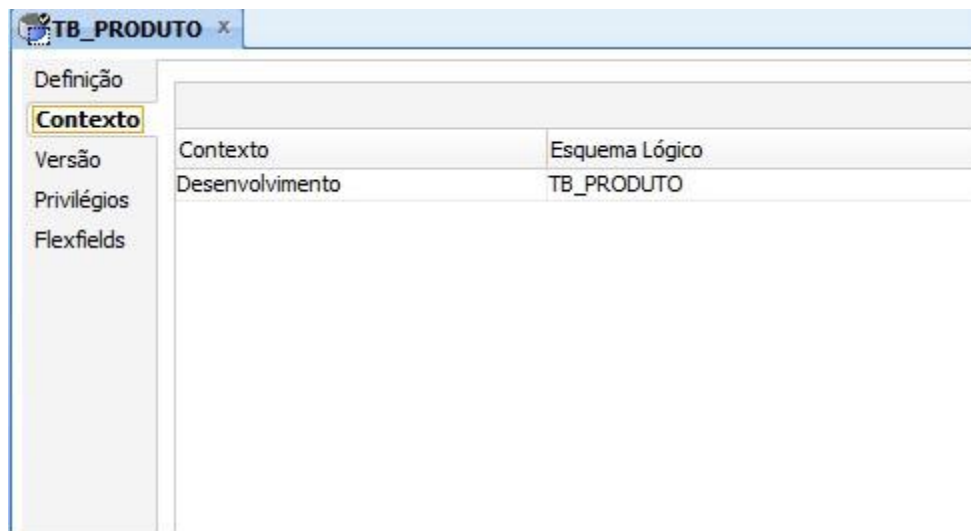 TB_PRODUTO x
Definição
Contexto
Versão
Privilégios
Flexfields
Contexto Esquema Lógico
Desenvolvimento TB_PRODUTO